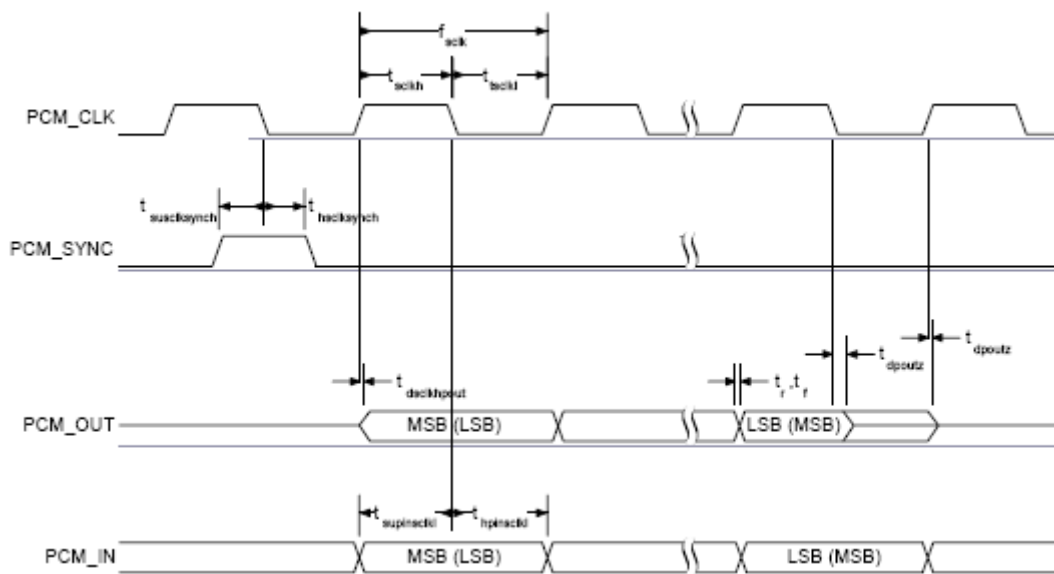 f sclk
t sclkh
t tsclkl
PCM_CLK
t susclksynch
t hsclksynch
PCM_SYNC
t dpoutz
t dpoutz
t dsclkhpout
t r ,t f
PCM_OUT
MSB (LSB)
LSB (MSB)
t supinsclkl
t hpinsclkl
PCM_IN
MSB (LSB)
LSB (MSB)